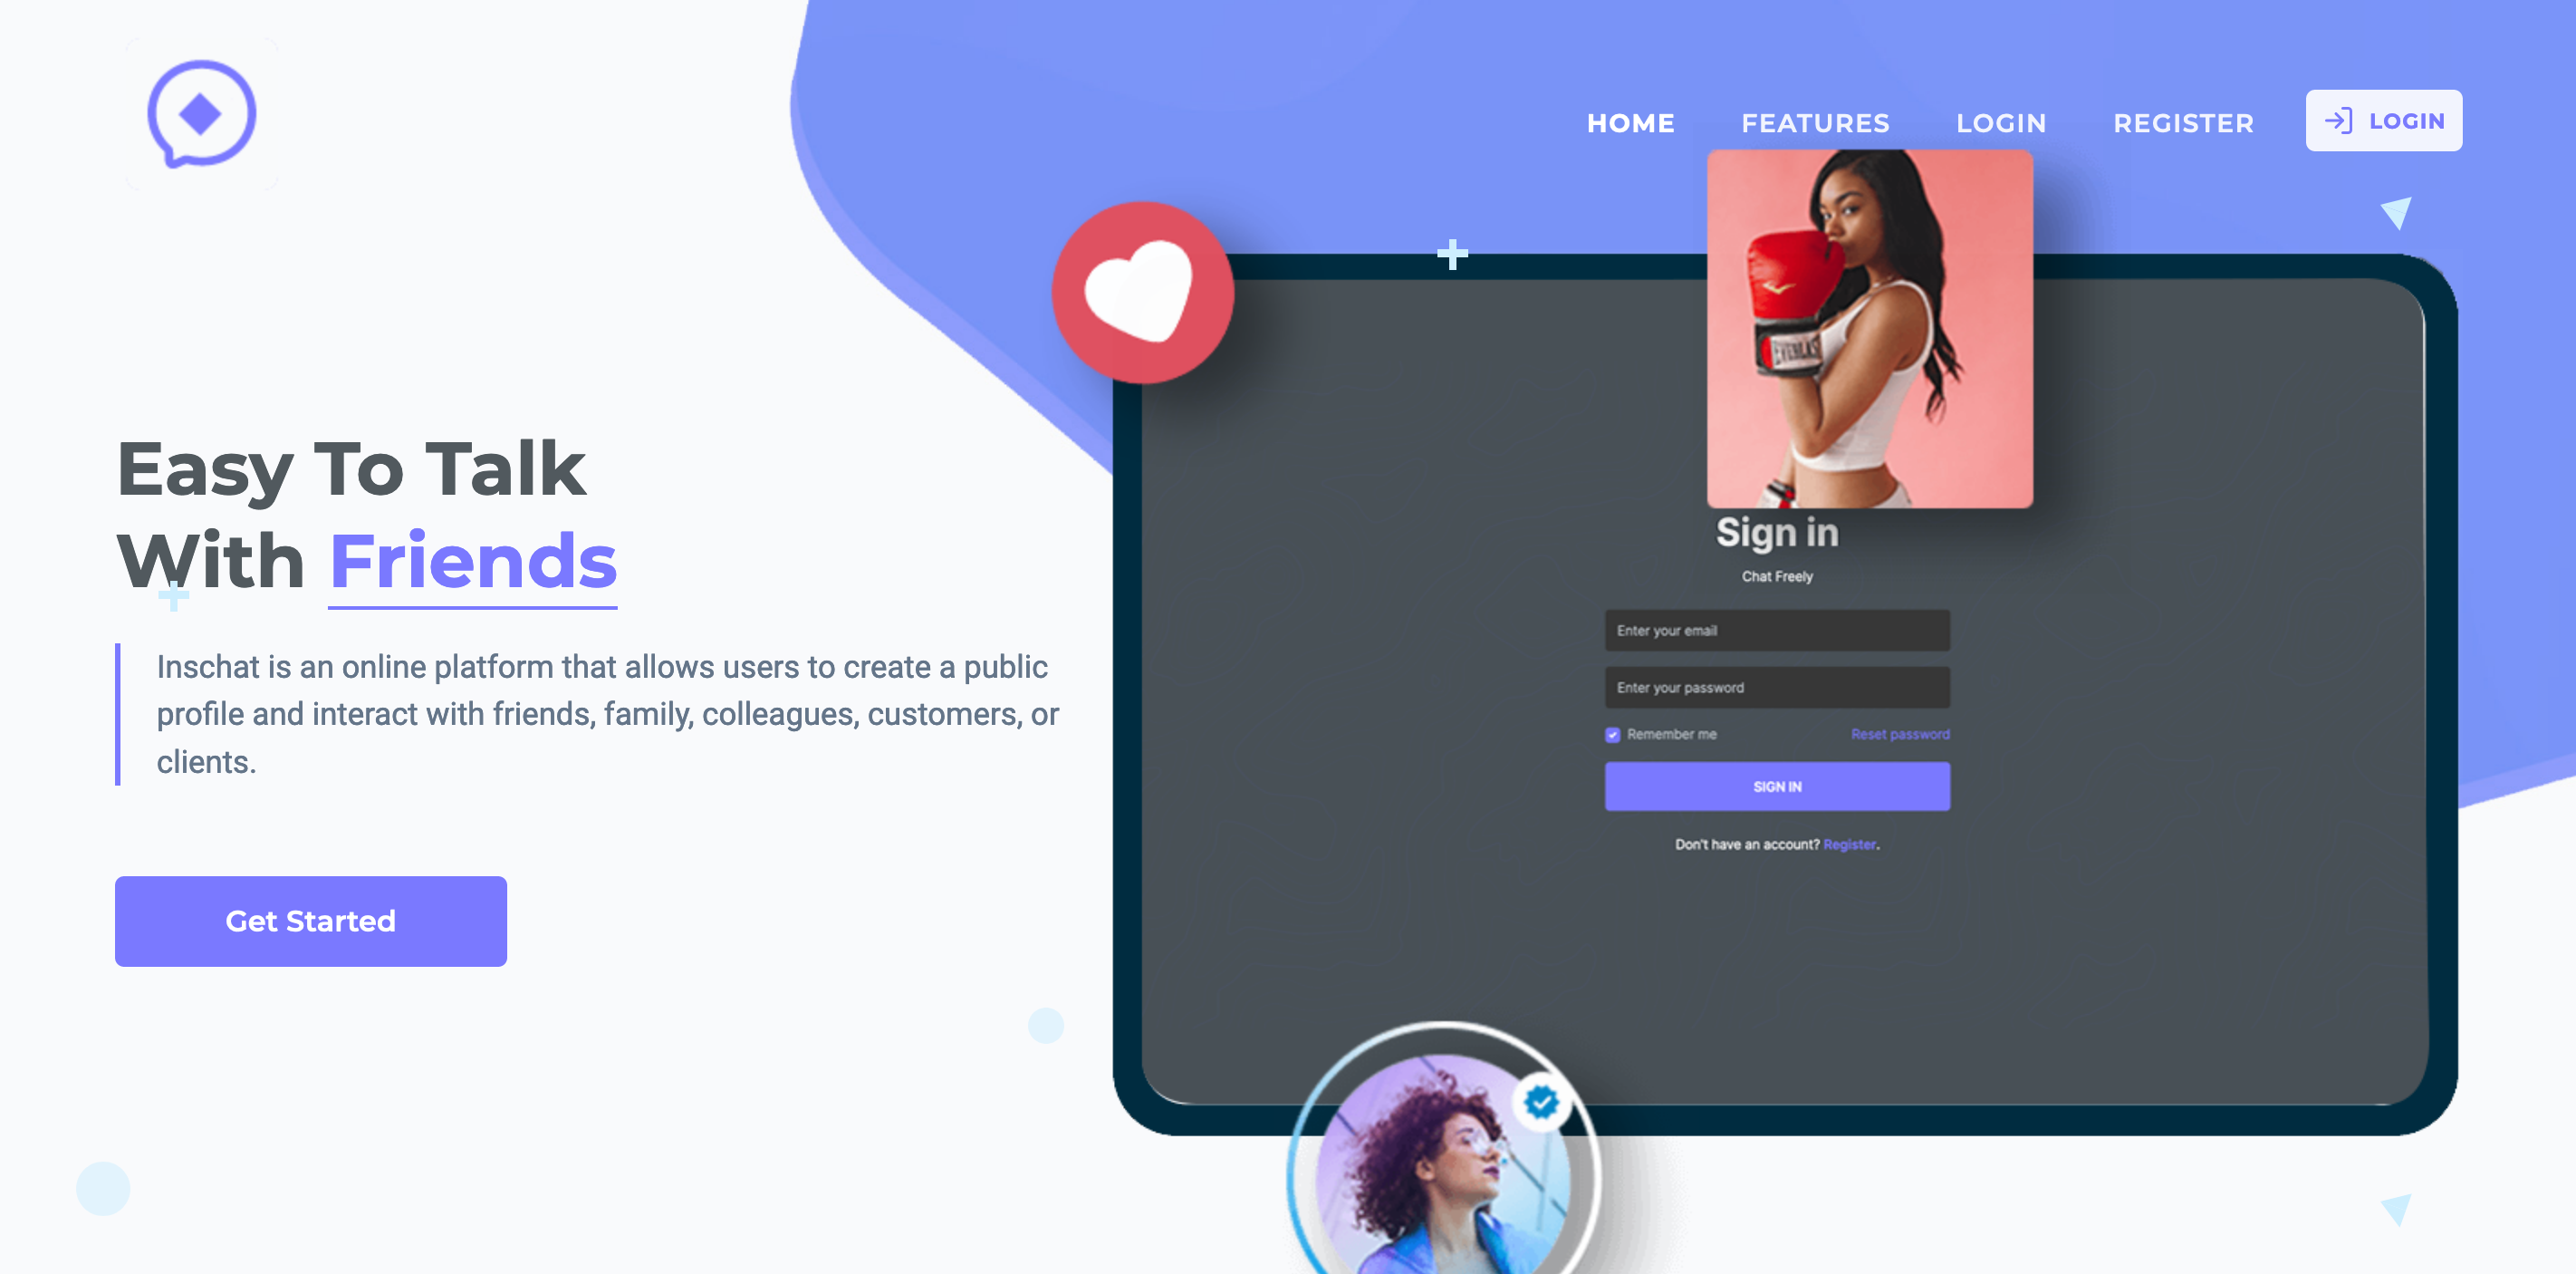 HOME FEATURES LOGIN REGISTER LOGIN
EVERLAST
Easy To Talk
With Friends
Inschat is an online platform that allows users to create a public
profile and interact with friends, family, colleagues, customers, or
clients.
Get Started
Sign in
Chat Freely
Enter your email
Enter your password
Remember me Reset password
SIGN IN
Don't have an account? Register.